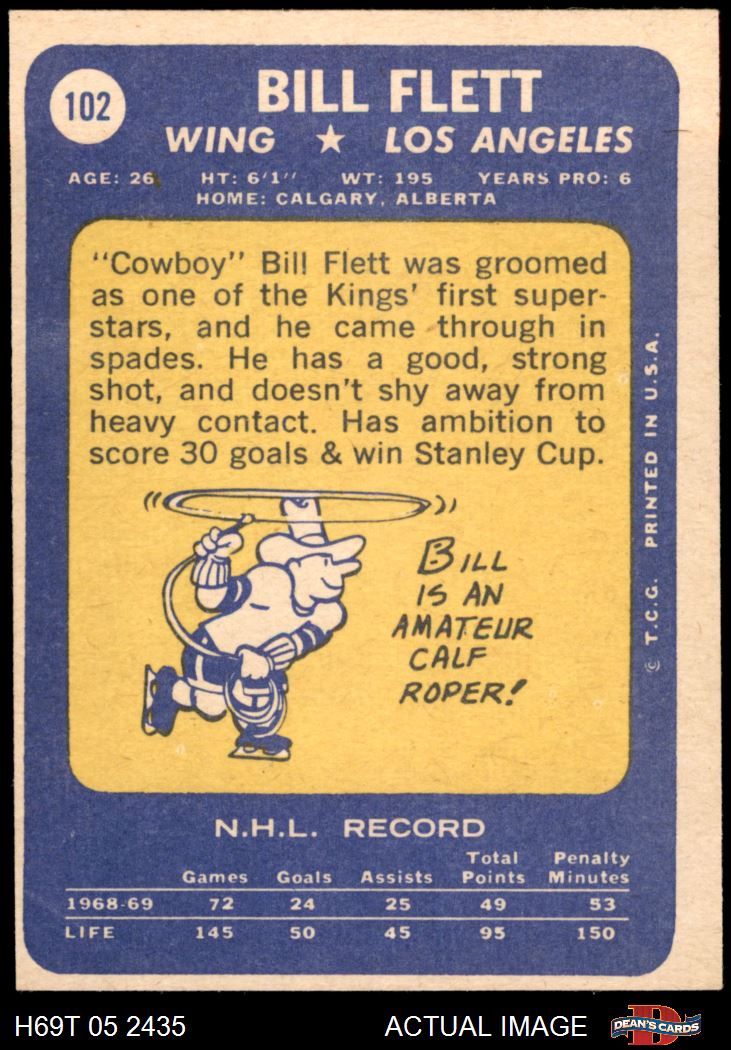 102
BILL FLETT
WING ★ LOS ANGELES
AGE: 26 HT: 6'1'' WT: 195 YEARS PRO: 6
HOME: CALGARY, ALBERTA
"Cowboy" Bill Flett was groomed
as one of the Kings' first super-
stars, and he came through in
spades. He has a good, strong
shot, and doesn't shy away from
heavy contact. Has ambition to
score 30 goals & win Stanley Cup.
BILL
IS AN
AMATEUR
CALF
ROPER!
© T.C.G. PRINTED IN U.S.A.
N.H.L. RECORD
Total Penalty
Games Goals Assists Points Minutes
1968-69 72 24 25 49 53
LIFE 145 50 45 95 150
H69T 05 2435 ACTUAL IMAGE
D
DEAN'S CARDS